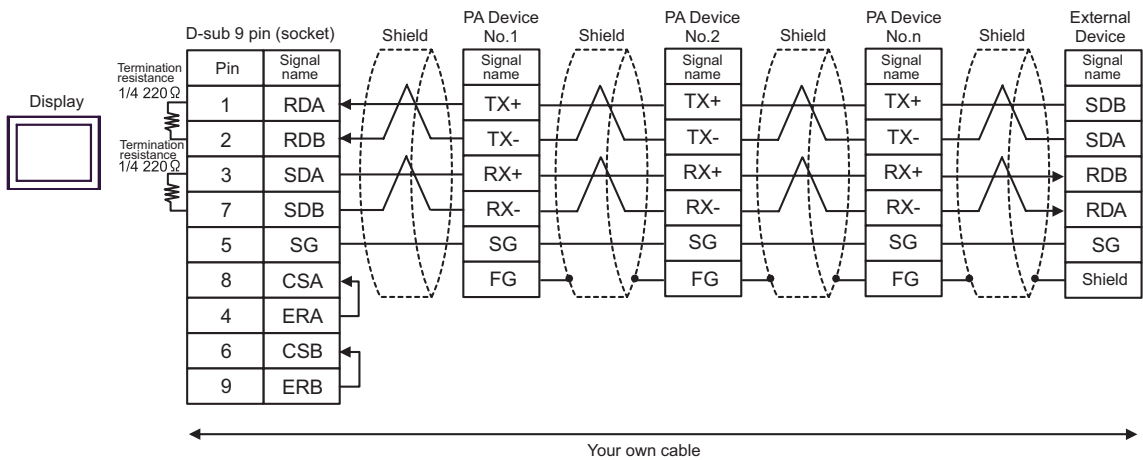 PA Device No.1
PA Device No.2
PA Device No.n
External Device
D-sub 9 pin (socket)
Shield
Shield
Shield
Shield
Display
Termination resistance 1/4 220 Ω
Termination resistance 1/4 220 Ω
Pin Signal name
1 RDA
2 RDB
3 SDA
7 SDB
5 SG
8 CSA
4 ERA
6 CSB
9 ERB
Signal name
TX+
TX-
RX+
RX-
SG
FG
Signal name
TX+
TX-
RX+
RX-
SG
FG
Signal name
TX+
TX-
RX+
RX-
SG
FG
Signal name
SDB
SDA
RDB
RDA
SG
Shield
Your own cable